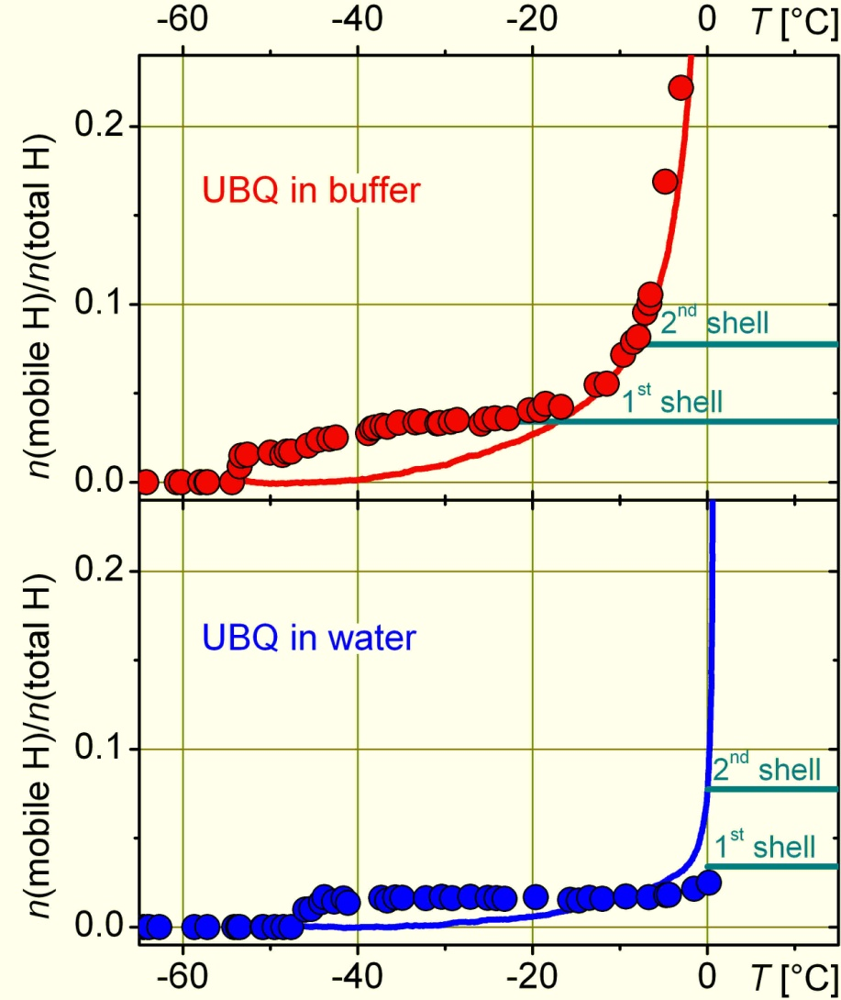 -60 -40 -20 0 T [°C]
n(mobile H)/n(total H)
0.2
UBQ in buffer
0.1
2nd shell
1st shell
0.0
n(mobile H)/n(total H)
0.2
UBQ in water
0.1
2nd shell
1st shell
0.0
-60 -40 -20 0 T [°C]